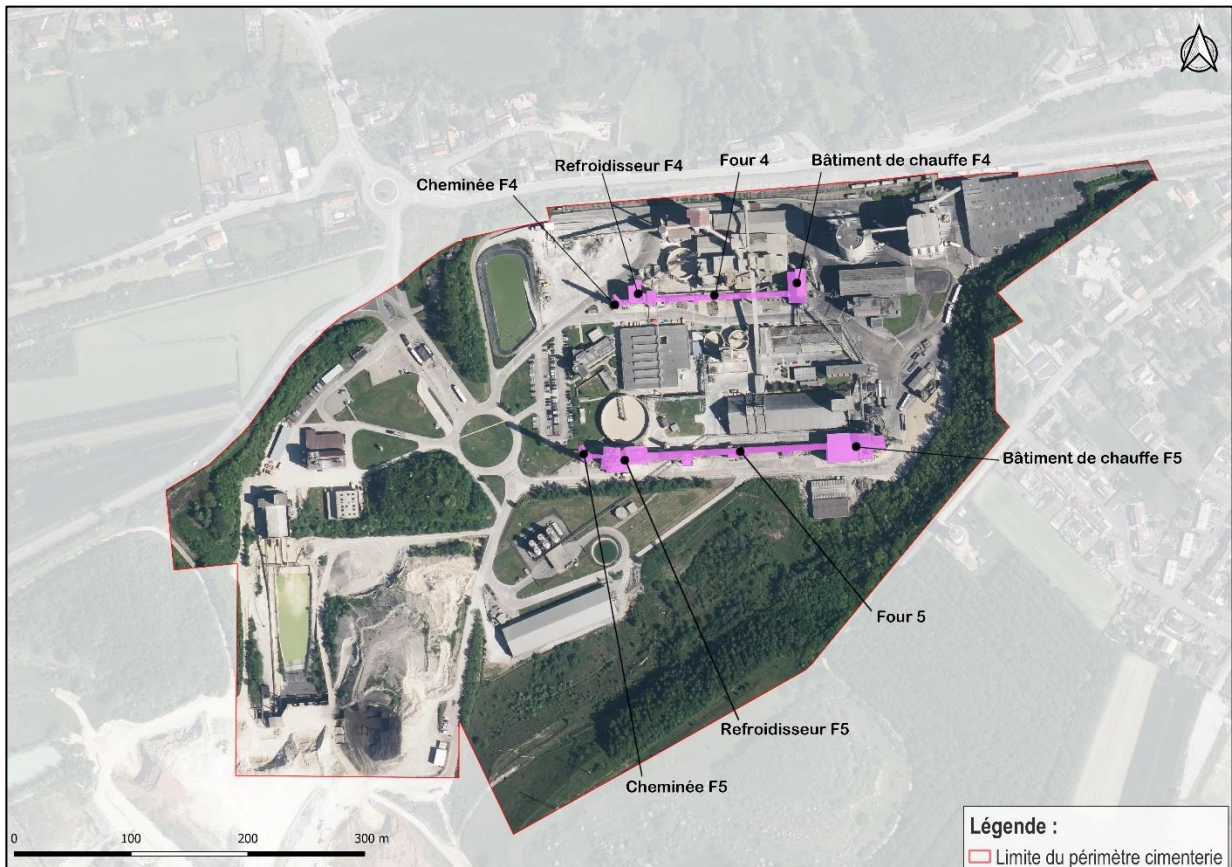 N
Refroidisseur F4
Four 4
Bâtiment de chauffe F4
Cheminée F4
Bâtiment de chauffe F5
Four 5
Refroidisseur F5
Cheminée F5
0 100 200 300 m
Légende :
Limite du périmètre cimenterie